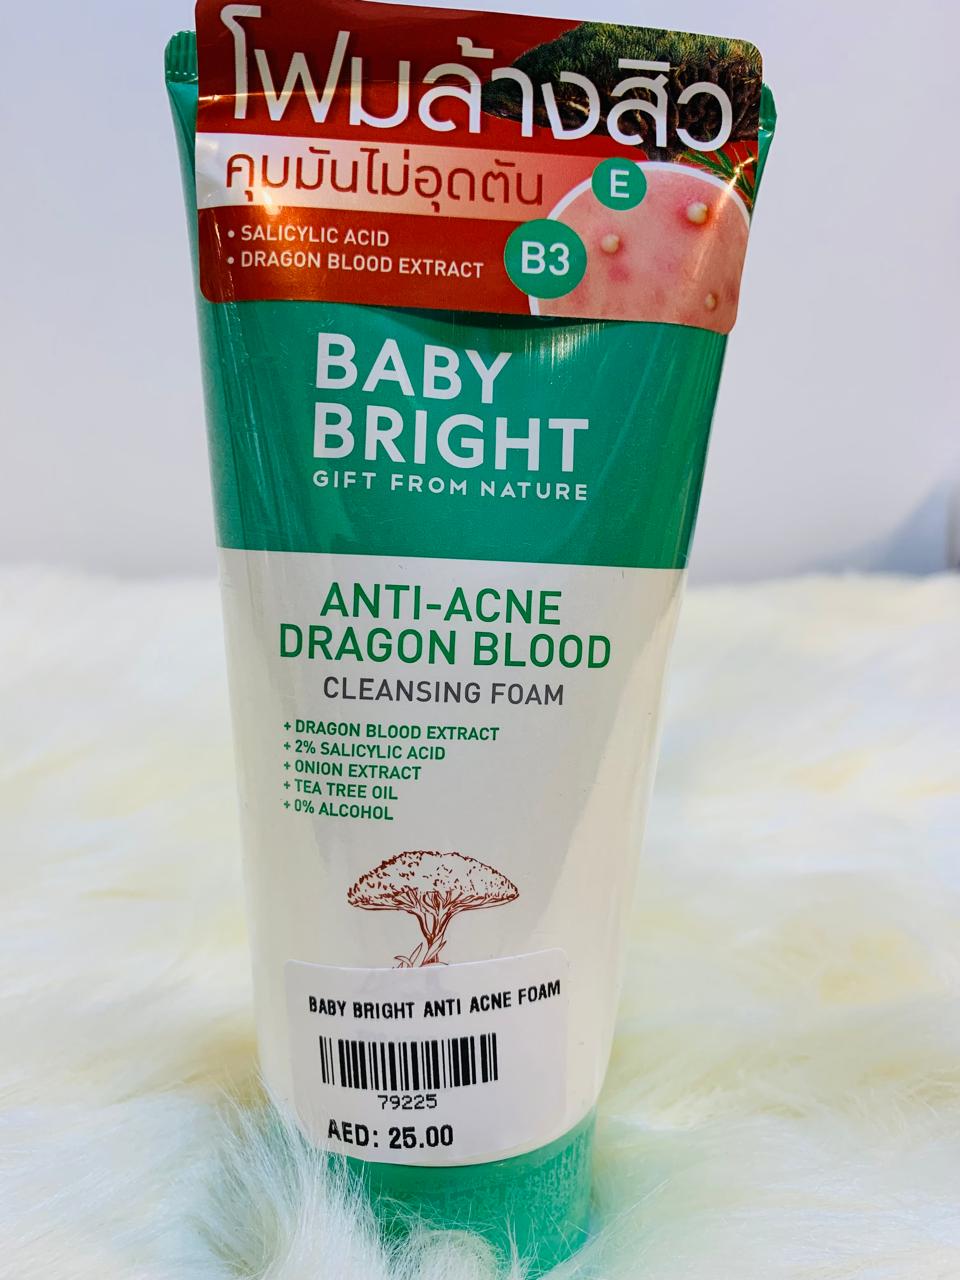 โฟมล้างสิว
คุมมันไม่อุดตัน
• SALICYLIC ACID
• DRAGON BLOOD EXTRACT
E
B3
BABY
BRIGHT
GIFT FROM NATURE
ANTI-ACNE
DRAGON BLOOD
CLEANSING FOAM
+ DRAGON BLOOD EXTRACT
+ 2% SALICYLIC ACID
+ ONION EXTRACT
+ TEA TREE OIL
+ 0% ALCOHOL
BABY BRIGHT ANTI ACNE FOAM
79225
AED: 25.00